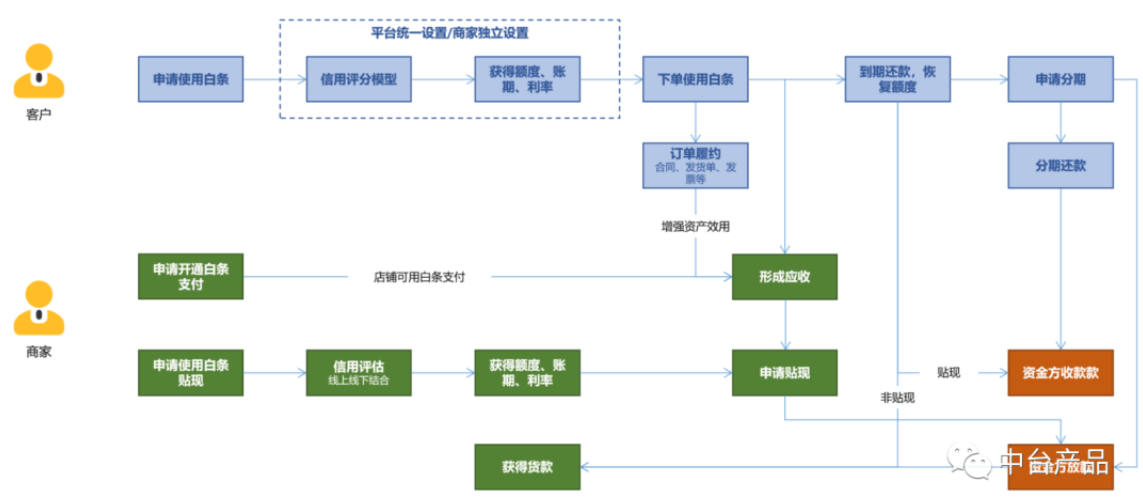 平台统一设置/商家独立设置
客户
申请使用白条
信用评分模型
获得额度、账
期、利率
下单使用白条
到期还款，恢
复额度
申请分期
订单履约
合同、发货单、发
票等
分期还款
增强资产效用
商家
申请开通白条
支付
店铺可用白条支付
形成应收
申请使用白条
贴现
信用评估
线上线下结合
获得额度、账
期、利率
申请贴现
贴现
资金方收款款
非贴现
获得货款
中台产品